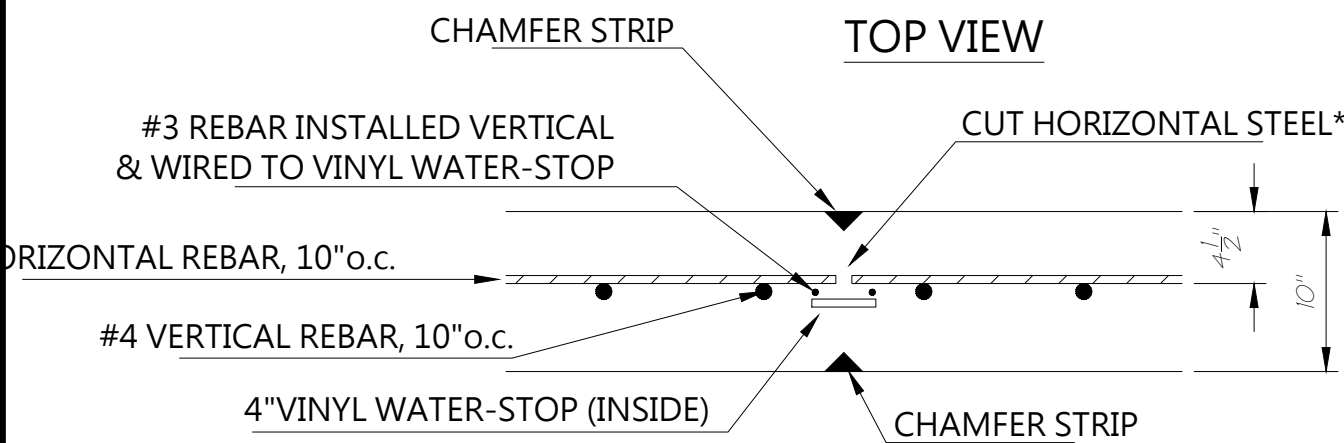 CHAMFER STRIP
TOP VIEW
#3 REBAR INSTALLED VERTICAL
& WIRED TO VINYL WATER-STOP
CUT HORIZONTAL STEEL*
4 1/2"
10"
ORIZONTAL REBAR, 10"o.c.
#4 VERTICAL REBAR, 10"o.c.
4"VINYL WATER-STOP (INSIDE)
CHAMFER STRIP